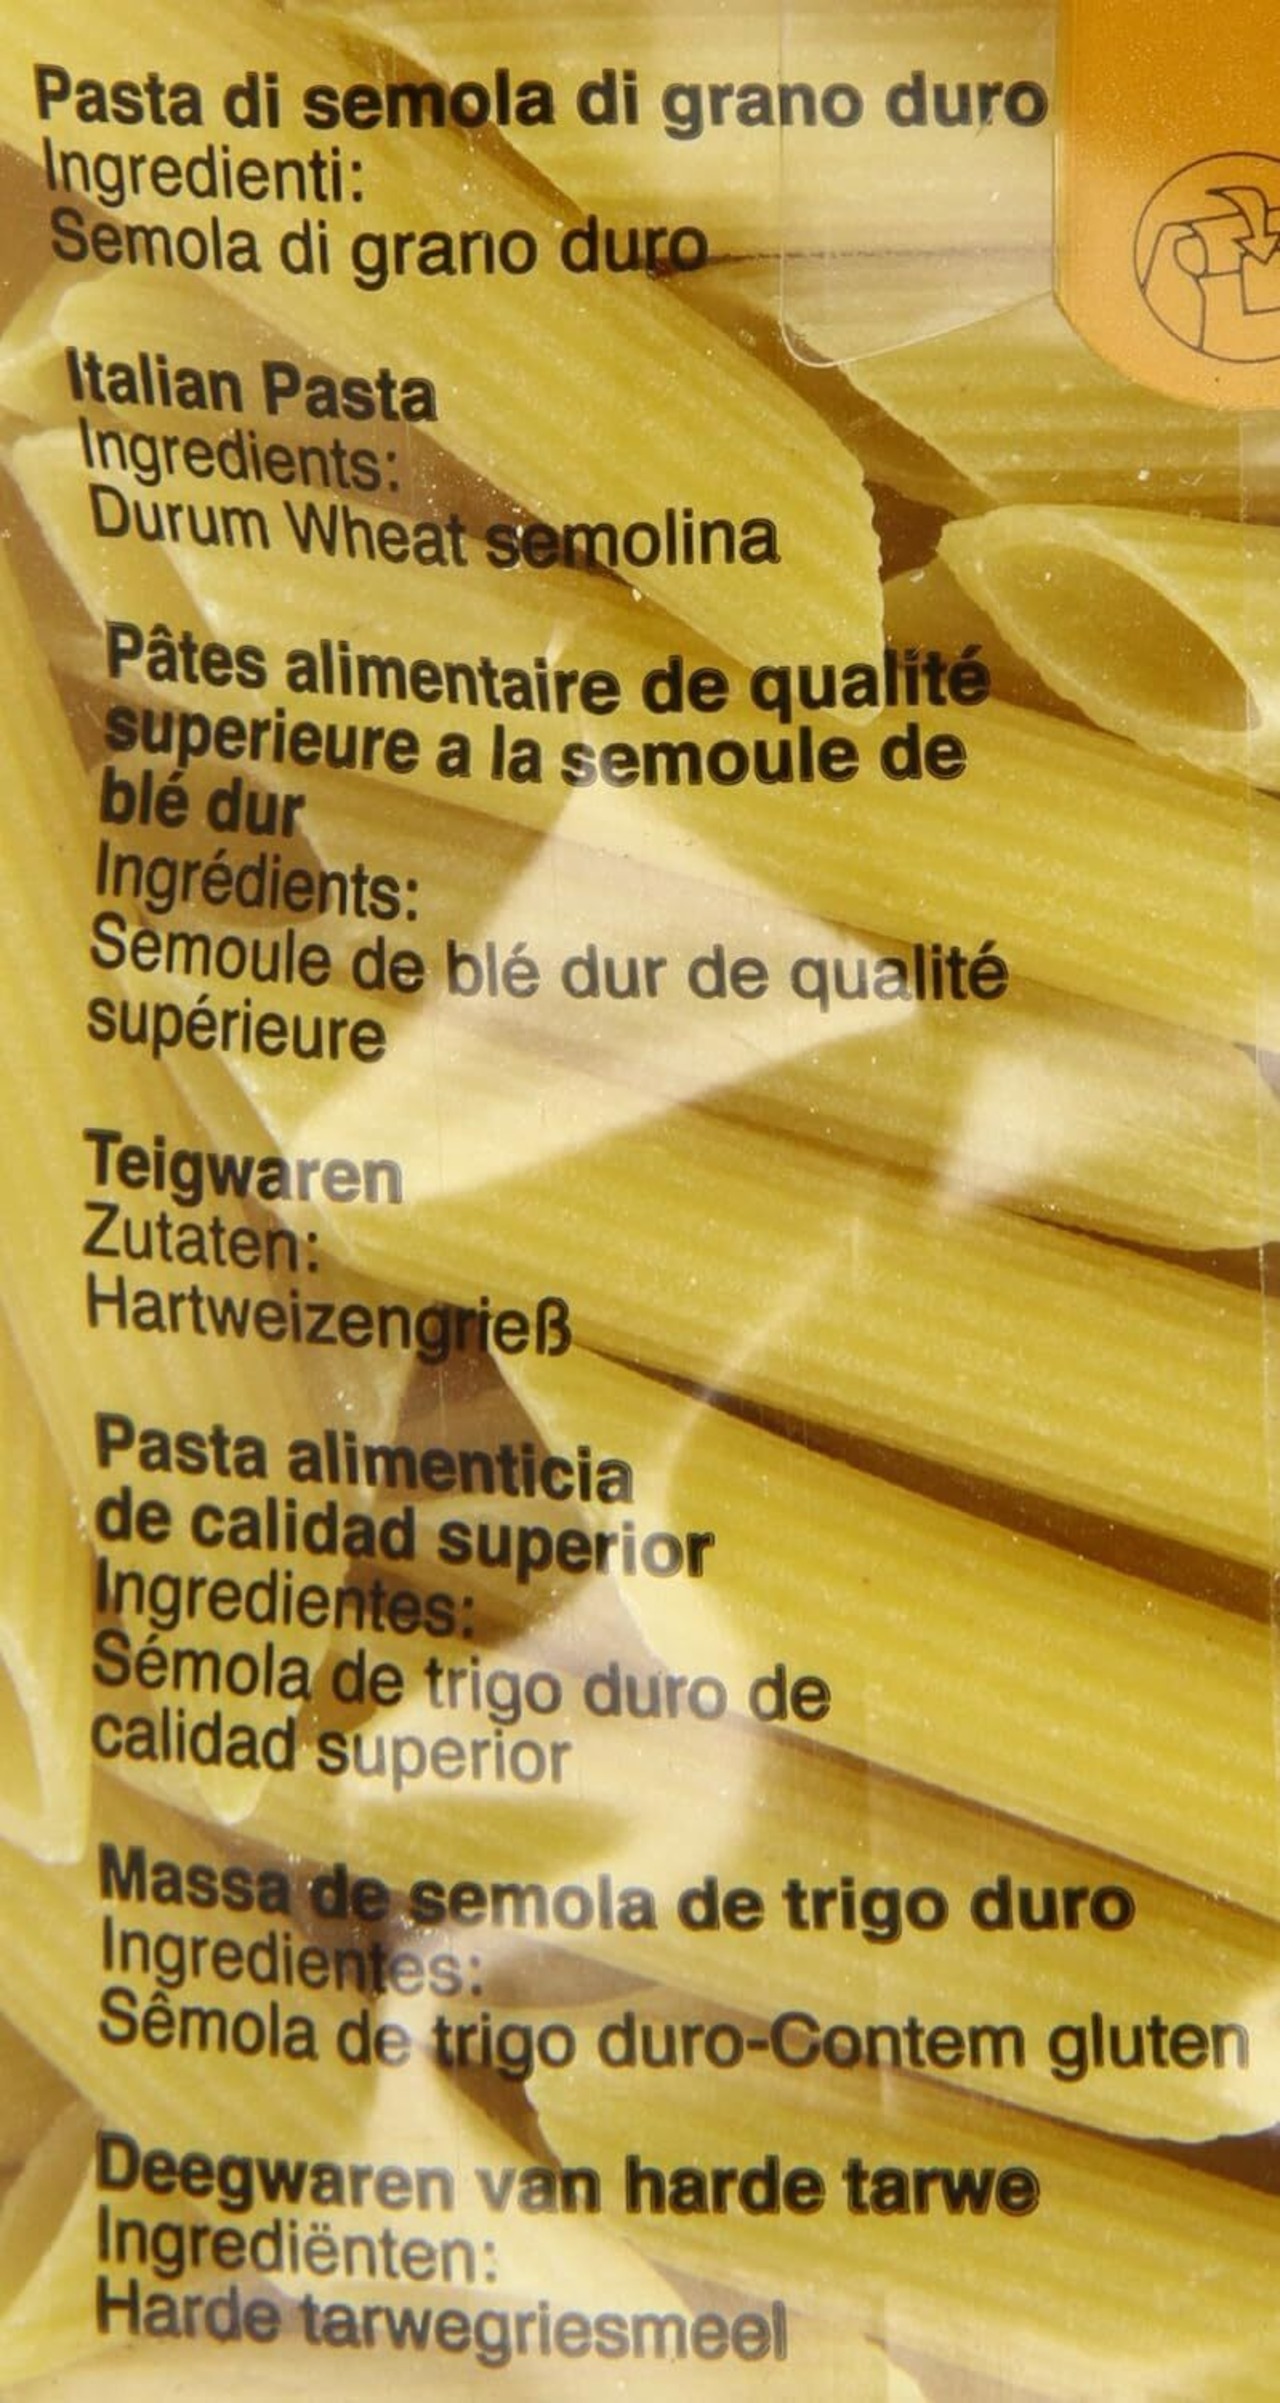 Pasta di semola di grano duro
Ingredienti:
Semola di grano duro
Italian Pasta
Ingredients:
Durum Wheat semolina
Pâtes alimentaire de qualité
superieure a la semoule de
blé dur
Ingrédients:
Semoule de blé dur de qualité
supérieure
Teigwaren
Zutaten:
Hartweizengrieß
Pasta alimenticia
de calidad superior
Ingredientes:
Sémola de trigo duro de
calidad superior
Massa de semola de trigo duro
Ingredientes:
Sêmola de trigo duro-Contem gluten
Deegwaren van harde tarwe
Ingrediënten:
Harde tarwegriesmeel